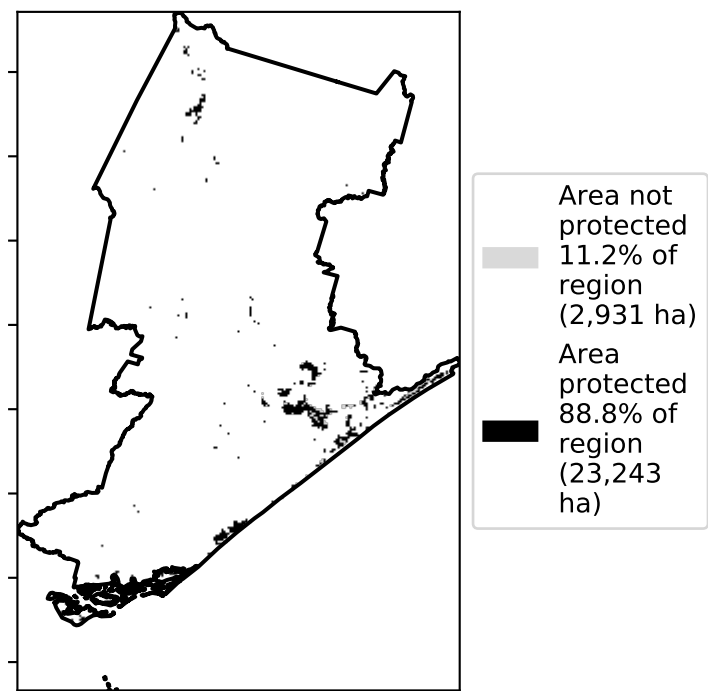 Area not
protected
11.2% of
region
(2,931 ha)
Area
protected
88.8% of
region
(23,243
ha)